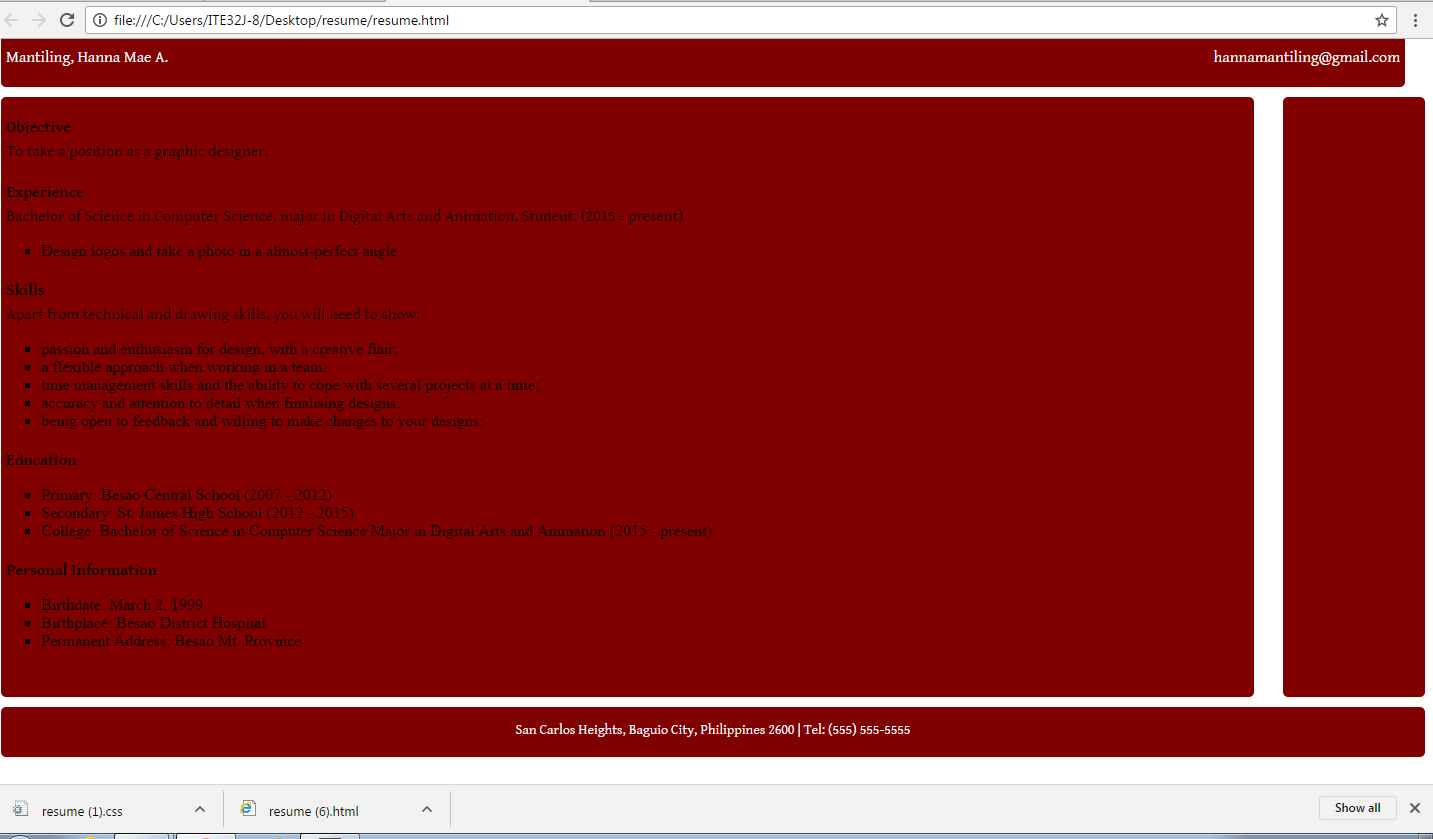 file:///C:/Users/ITE32J-8/Desktop/resume/resume.html
Mantiling, Hanna Mae A. hannamantiling@gmail.com
Objective
To take a position as a graphic designer.
Experience
Bachelor of Science in Computer Science, major in Digital Arts and Animation, Student. (2015 - present)
Design logos and take a photo in a almost-perfect angle.
Skills
Apart from technical and drawing skills, you will need to show:
passion and enthusiasm for design, with a creative flair;
a flexible approach when working in a team;
time management skills and the ability to cope with several projects at a time;
accuracy and attention to detail when finalising designs;
being open to feedback and willing to make changes to your designs;
Education
Primary: Besao Central School (2007 - 2012)
Secondary: St. James High School (2012 - 2015)
College: Bachelor of Science in Computer Science Major in Digital Arts and Animation (2015 - present)
Personal Information
Birthdate: March 2, 1999
Birthplace: Besao District Hospital
Permanent Address: Besao Mt. Province
San Carlos Heights, Baguio City, Philippines 2600 | Tel: (555) 555-5555
resume (1).css
resume (6).html
Show all